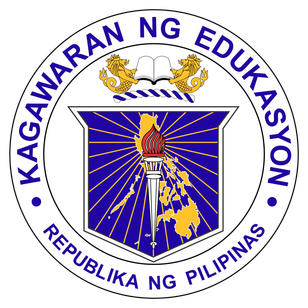 KAGAWARAN NG EDUKASYON
REPUBLIKA NG PILIPINAS